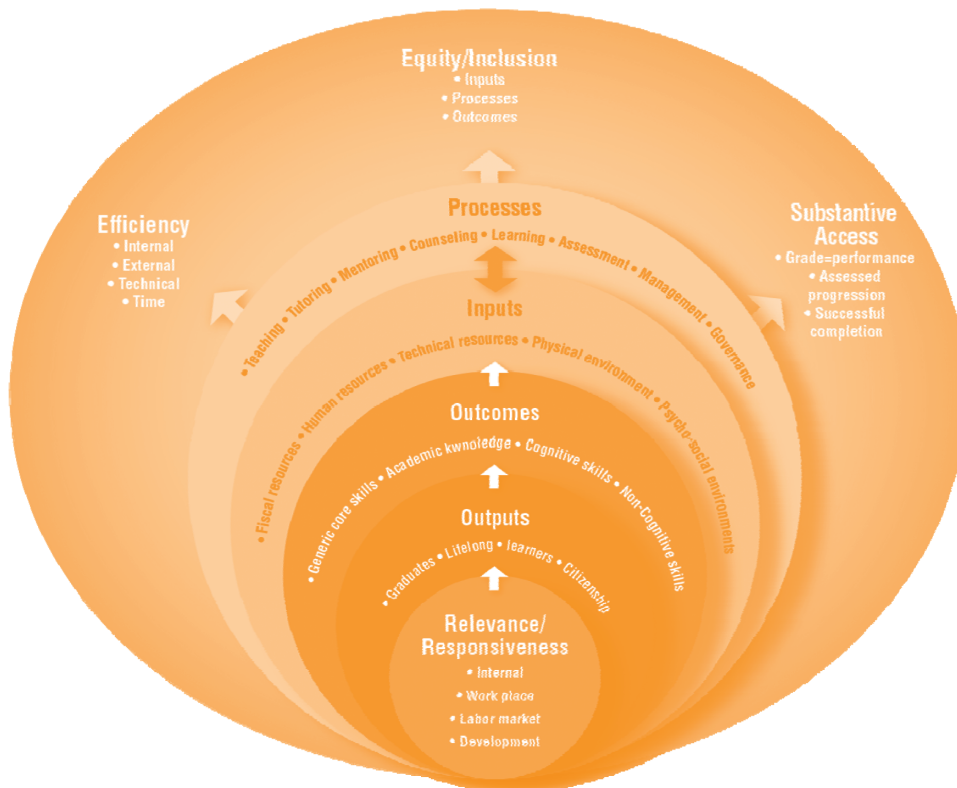 Equity/Inclusion
• Inputs
• Processes
• Outcomes
Efficiency
• Internal
• External
• Technical
• Time
Substantive
Access
• Grade=performance
• Assessed
progression
• Successful
completion
Processes
• Teaching • Tutoring • Mentoring • Counseling • Learning • Assessment • Management • Governance
Inputs
• Fiscal resources • Human resources • Technical resources • Physical environment • Psycho-social environments
Outcomes
• Generic core skills • Academic kwnoledge • Cognitive skills • Non-Cognitive skills
Outputs
• Graduates • Lifelong • learners • Citizenship
Relevance/
Responsiveness
• Internal
• Work place
• Labor market
• Development